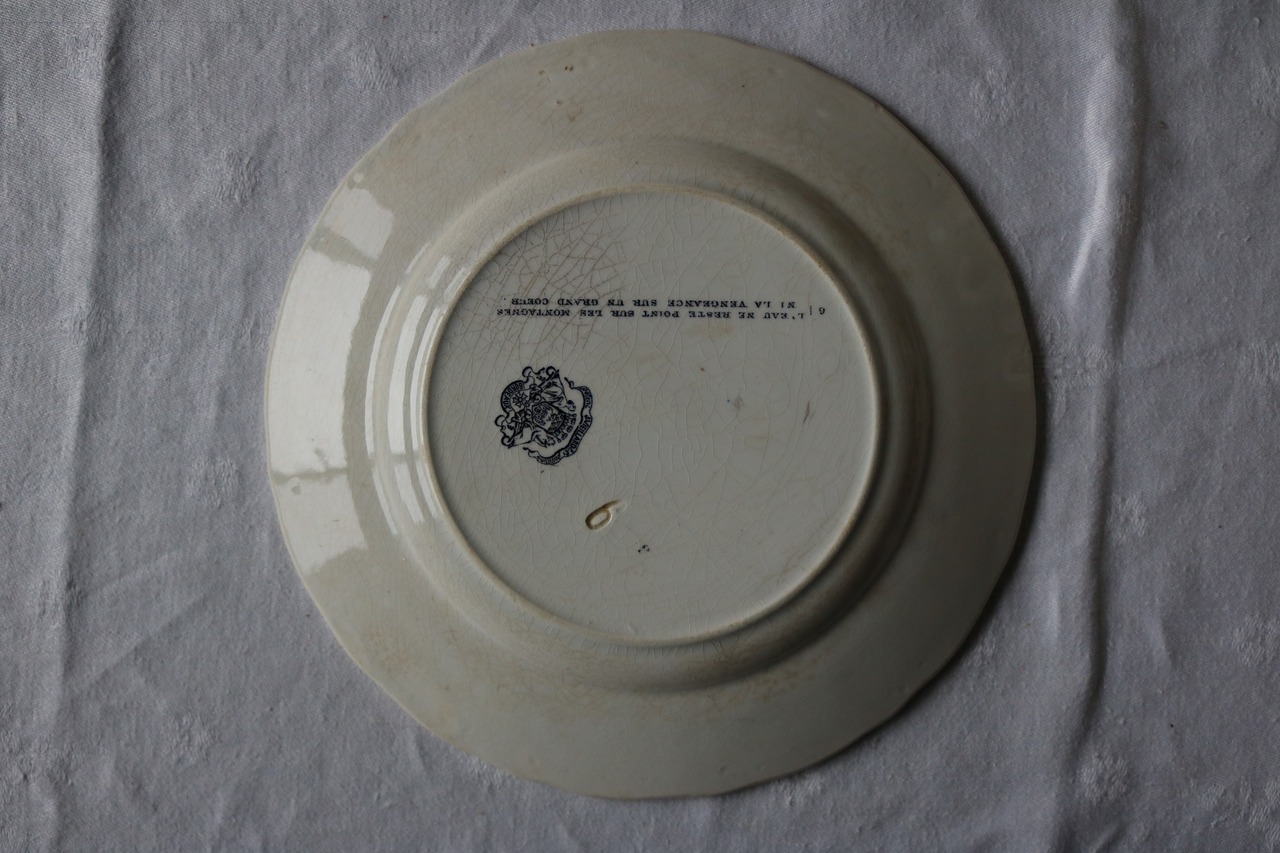 6| L'EAU NE RESTE POINT SUR LES MONTAGNES
NI LA VENGEANCE SUR UN GRAND COEUR.
6